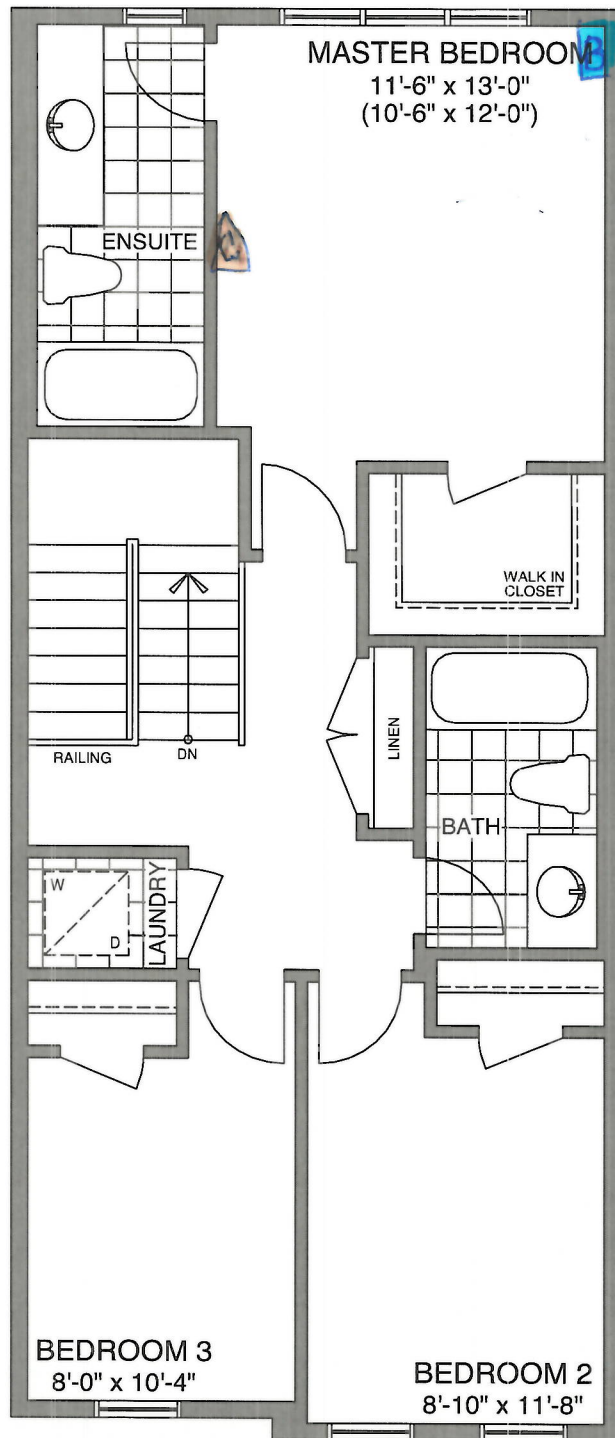 MASTER BEDROOM
11'-6" x 13'-0"
(10'-6" x 12'-0")
B
ENSUITE
C
WALK IN
CLOSET
LINEN
RAILING
DN
BATH
W
D
LAUNDRY
BEDROOM 3
8'-0" x 10'-4"
BEDROOM 2
8'-10" x 11'-8"